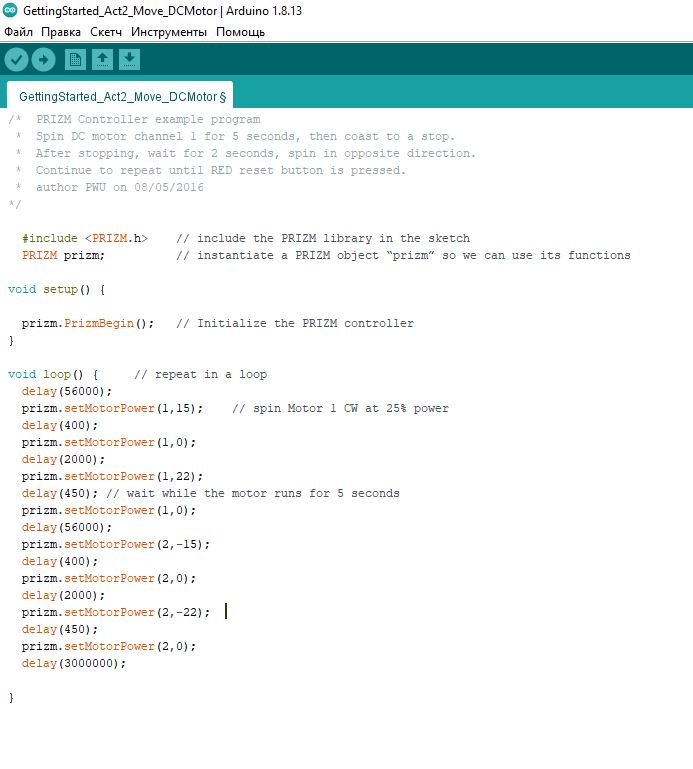 GettingStarted_Act2_Move_DCMotor | Arduino 1.8.13
Файл Правка Скетч Инструменты Помощь
GettingStarted_Act2_Move_DCMotor §
/*  PRIZM Controller example program
 *  Spin DC motor channel 1 for 5 seconds, then coast to a stop.
 *  After stopping, wait for 2 seconds, spin in opposite direction.
 *  Continue to repeat until RED reset button is pressed.
 *  author PWU on 08/05/2016
*/
  #include <PRIZM.h>    // include the PRIZM library in the sketch
  PRIZM prizm;          // instantiate a PRIZM object “prizm” so we can use its functions
void setup() {
  prizm.PrizmBegin();   // Initialize the PRIZM controller
}
void loop() {     // repeat in a loop
  delay(56000);
  prizm.setMotorPower(1,15);    // spin Motor 1 CW at 25% power
  delay(400);
  prizm.setMotorPower(1,0);
  delay(2000);
  prizm.setMotorPower(1,22);
  delay(450); // wait while the motor runs for 5 seconds
  prizm.setMotorPower(1,0);
  delay(56000);
  prizm.setMotorPower(2,-15);
  delay(400);
  prizm.setMotorPower(2,0);
  delay(2000);
  prizm.setMotorPower(2,-22);
  delay(450);
  prizm.setMotorPower(2,0);
  delay(3000000);
}